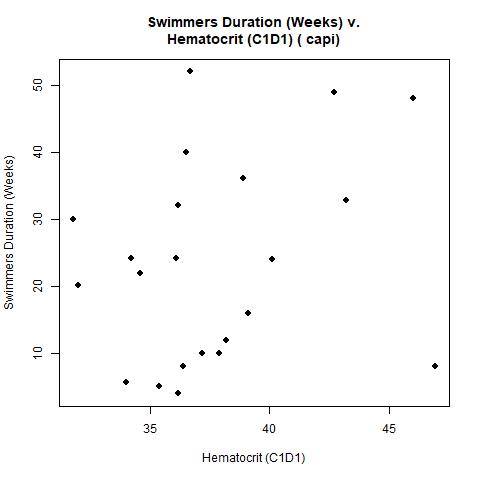 Swimmers Duration (Weeks) v.
Hematocrit (C1D1) ( capi)
Swimmers Duration (Weeks)
50
40
30
20
10
35
40
45
Hematocrit (C1D1)